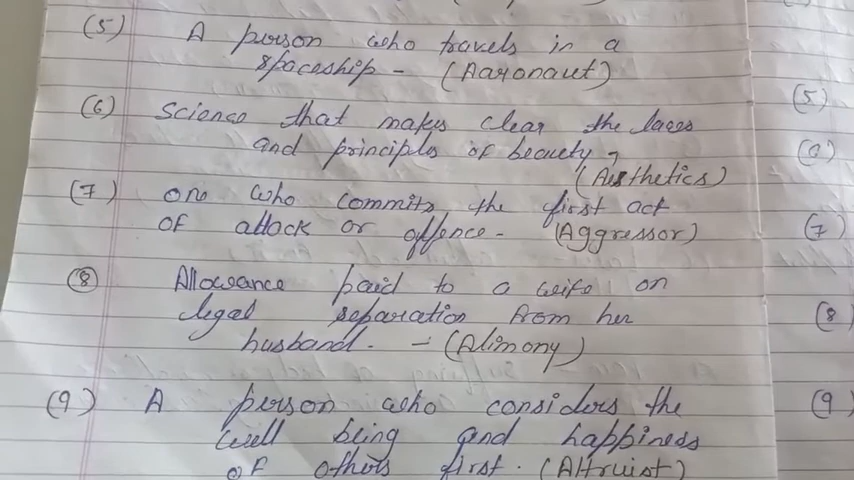 (5) A person who travels in a
spaceship - (Aaronaut)
(6) Science that makes clear the laces
and principles of beauety -
(Aesthetics)
(7) one who commits the first act
of attack or offence - (Aggressor)
(8) Allowance paid to a wife on
legal separation from her
husband. - (Alimony)
(9) A person who considers the
well being and happiness
of others first. (Altruist)
(5)
(6)
(7)
(8)
(9)